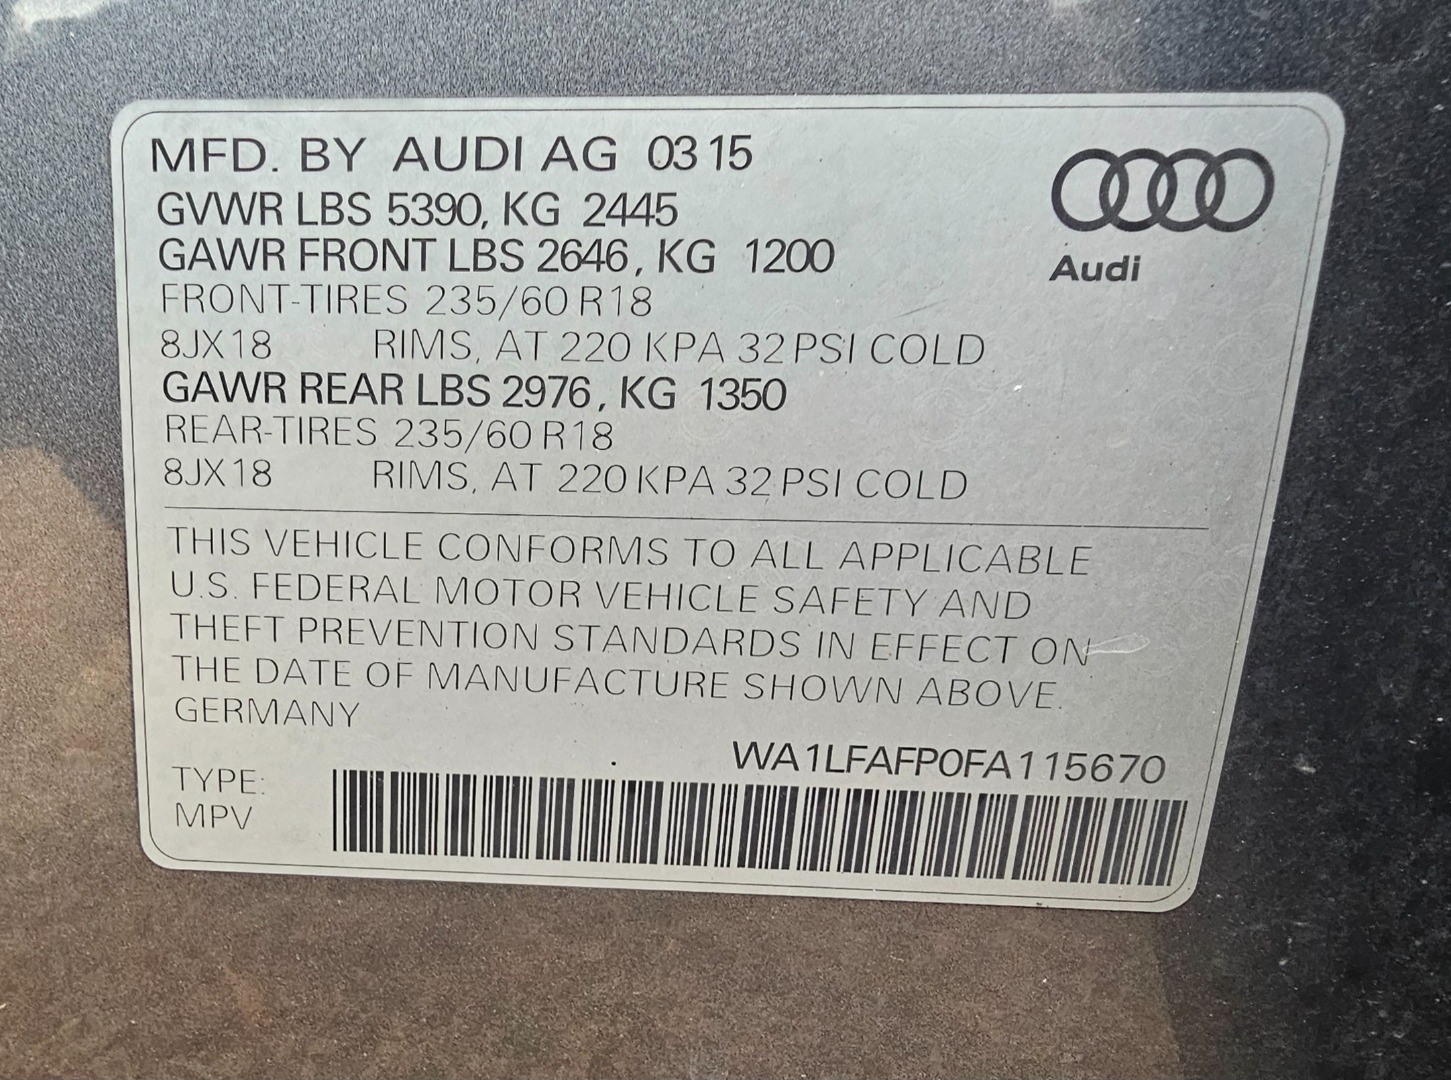 MFD. BY AUDI AG 03 15
GVWR LBS 5390, KG 2445
GAWR FRONT LBS 2646, KG 1200
Audi
FRONT-TIRES 235/60 R18
8JX18 RIMS, AT 220 KPA 32 PSI COLD
GAWR REAR LBS 2976, KG 1350
REAR-TIRES 235/60 R18
8JX18 RIMS, AT 220 KPA 32 PSI COLD
THIS VEHICLE CONFORMS TO ALL APPLICABLE
U.S. FEDERAL MOTOR VEHICLE SAFETY AND
THEFT PREVENTION STANDARDS IN EFFECT ON
THE DATE OF MANUFACTURE SHOWN ABOVE.
GERMANY
WA1LFAFP0FA115670
TYPE:
MPV